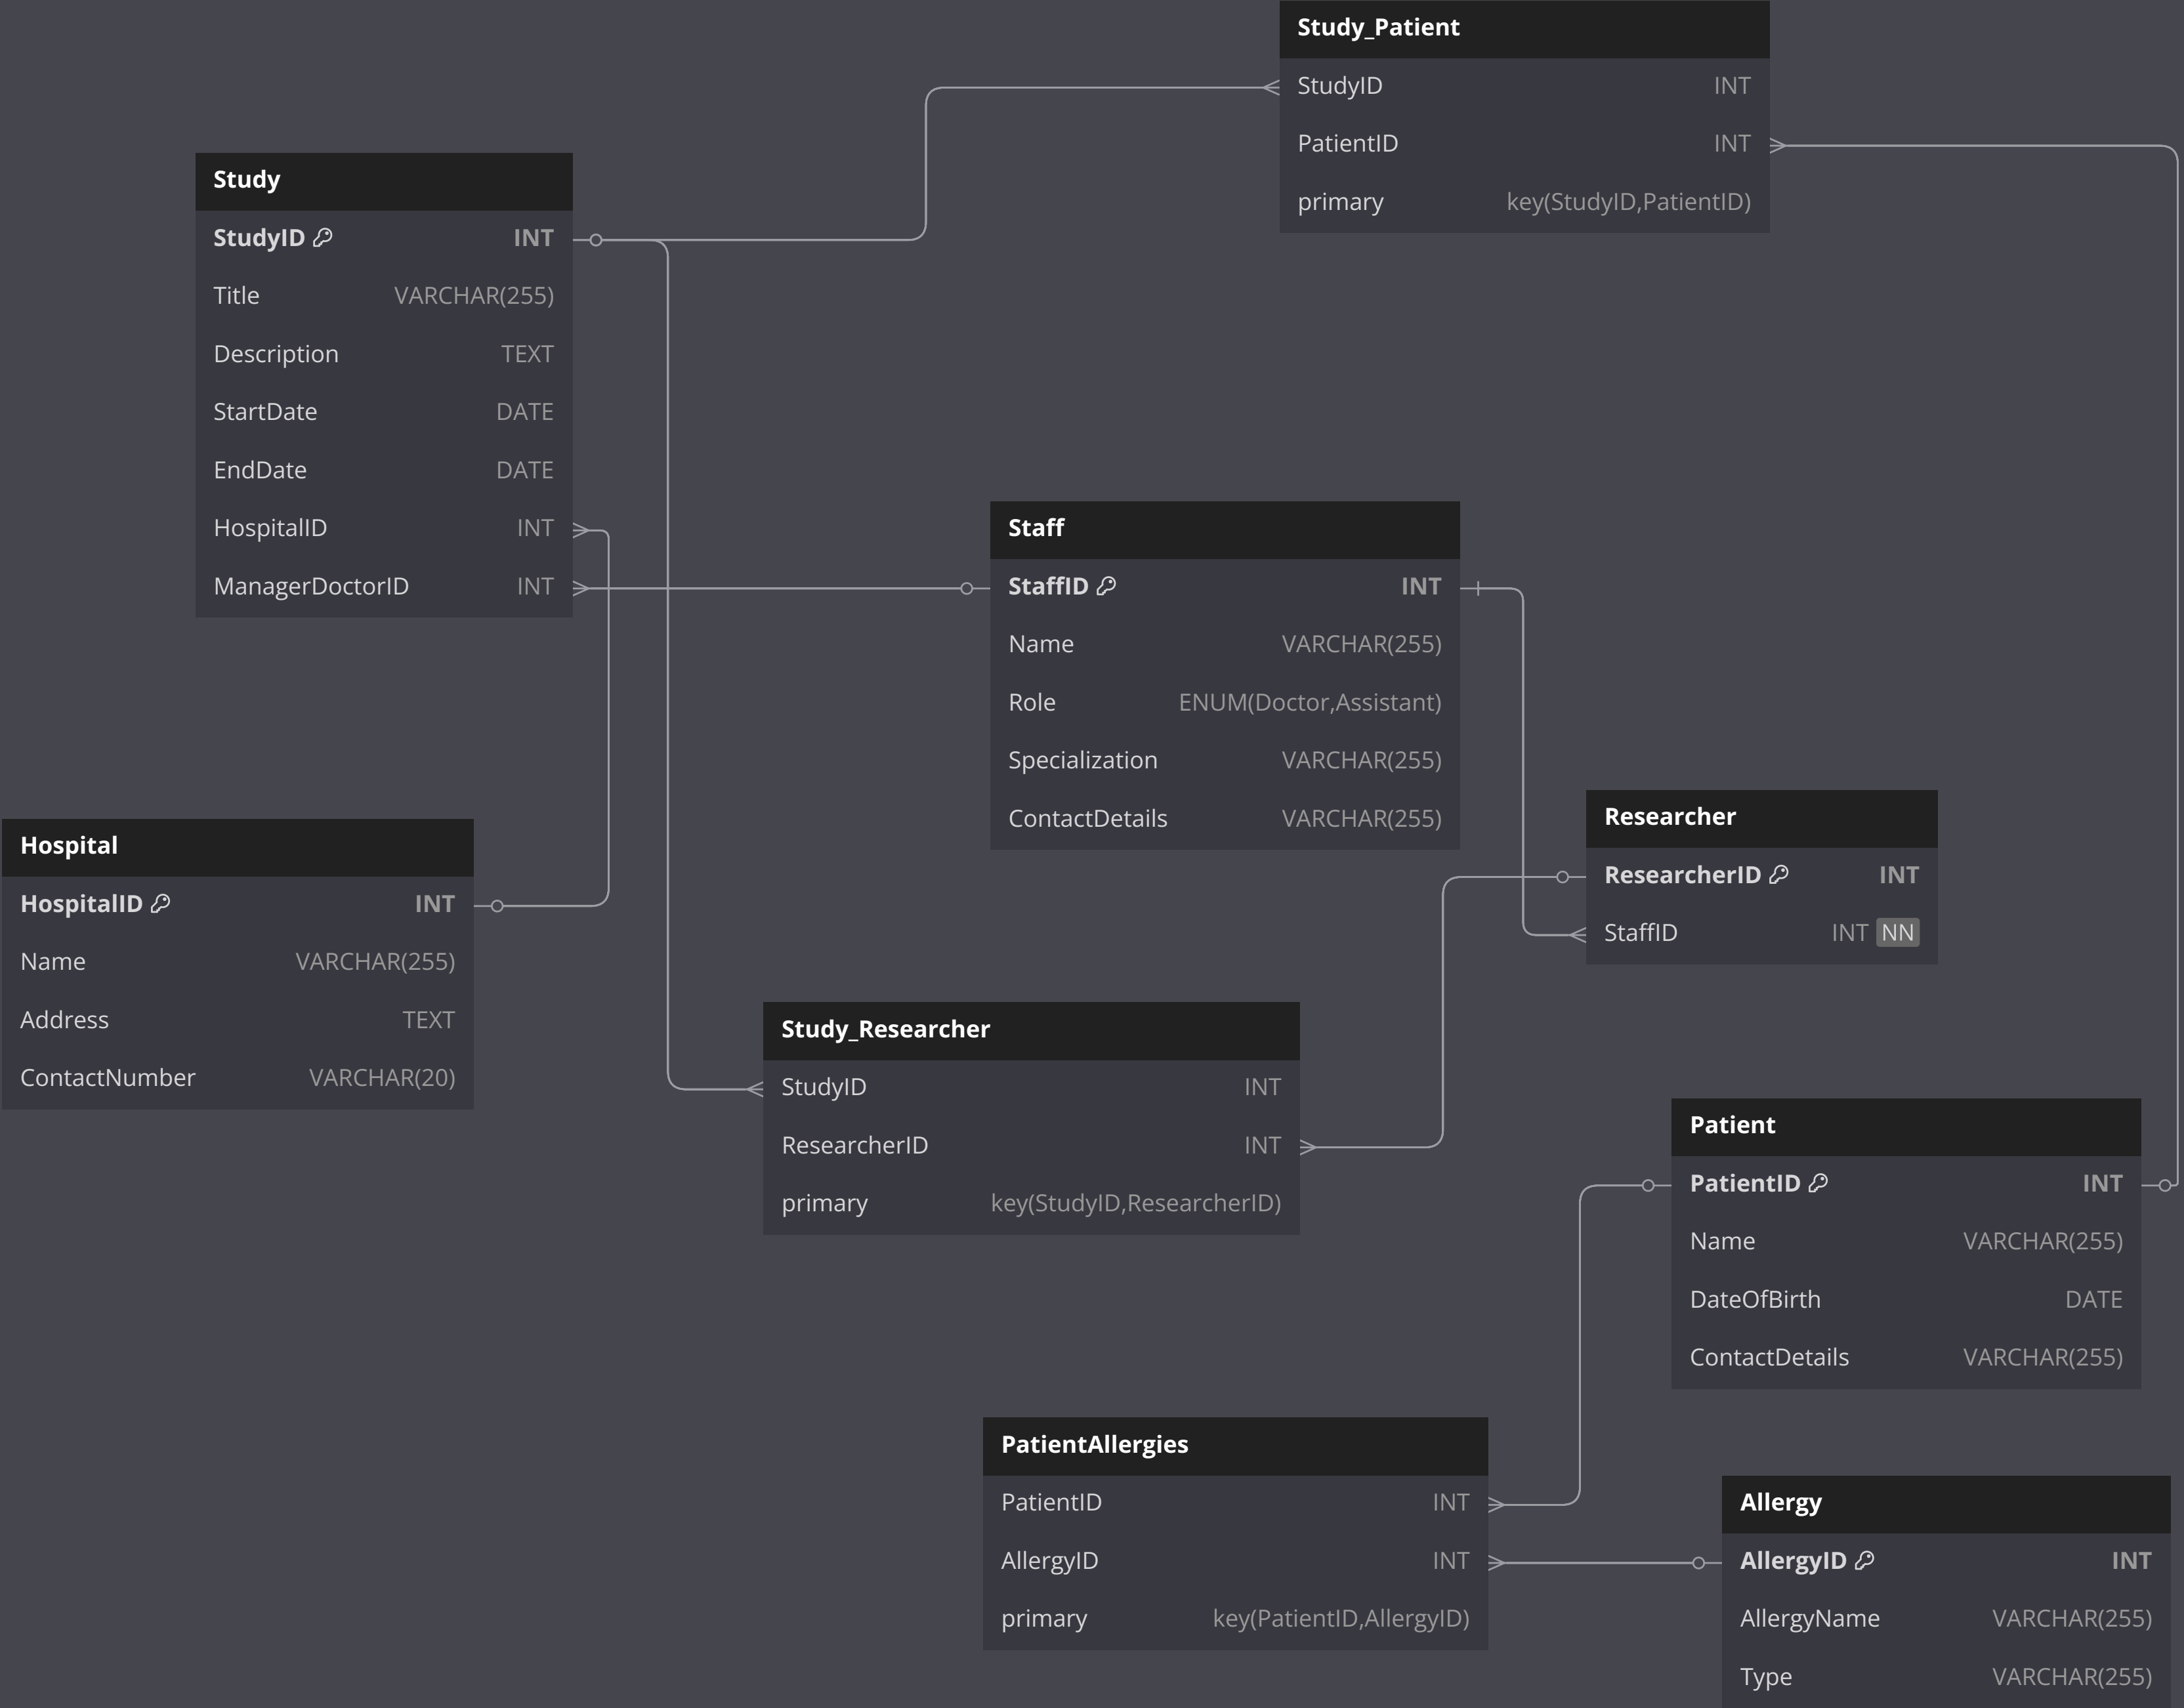 Study_Patient
StudyID INT
PatientID INT
primary key(StudyID,PatientID)
Study
StudyID INT
Title VARCHAR(255)
Description TEXT
StartDate DATE
EndDate DATE
HospitalID INT
ManagerDoctorID INT
Staff
StaffID INT
Name VARCHAR(255)
Role ENUM(Doctor,Assistant)
Specialization VARCHAR(255)
ContactDetails VARCHAR(255)
Researcher
ResearcherID INT
StaffID INT NN
Hospital
HospitalID INT
Name VARCHAR(255)
Address TEXT
ContactNumber VARCHAR(20)
Study_Researcher
StudyID INT
ResearcherID INT
primary key(StudyID,ResearcherID)
Patient
PatientID INT
Name VARCHAR(255)
DateOfBirth DATE
ContactDetails VARCHAR(255)
PatientAllergies
PatientID INT
AllergyID INT
primary key(PatientID,AllergyID)
Allergy
AllergyID INT
AllergyName VARCHAR(255)
Type VARCHAR(255)